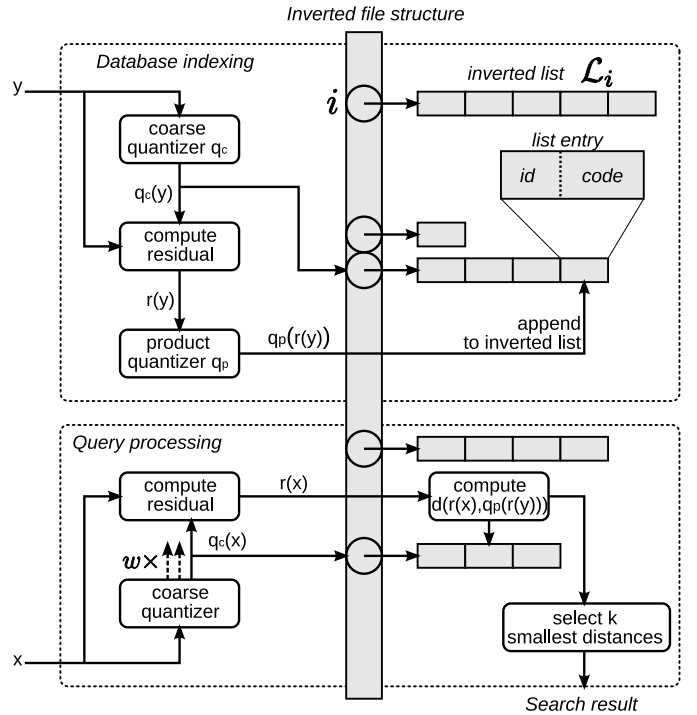 Inverted file structure
Database indexing
y
coarse
quantizer qc
qc(y)
compute
residual
r(y)
product
quantizer qp
qp(r(y))
i
inverted list 𝓛i
list entry
id code
append
to inverted list
Query processing
compute
residual
r(x)
compute
d(r(x),qp(r(y)))
w×
qc(x)
coarse
quantizer
x
select k
smallest distances
Search result